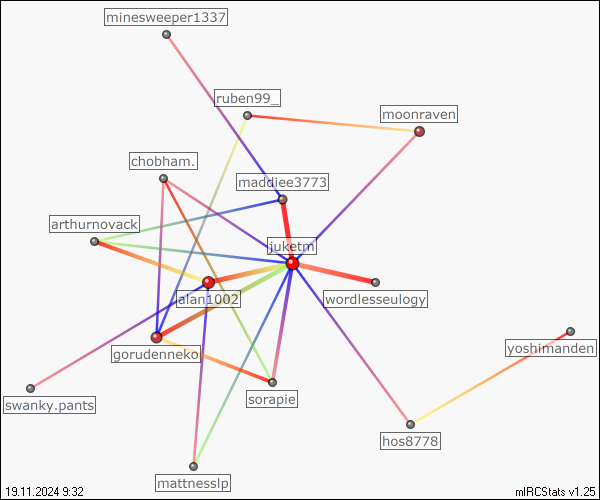 minesweeper1337
ruben99_
moonraven
chobham.
maddiee3773
arthurnovack
juketm
alan1002
wordlesseulogy
gorudenneko
yoshimanden
swanky.pants
sorapie
hos8778
mattnesslp
19.11.2024 9:32
mIRCStats v1.25